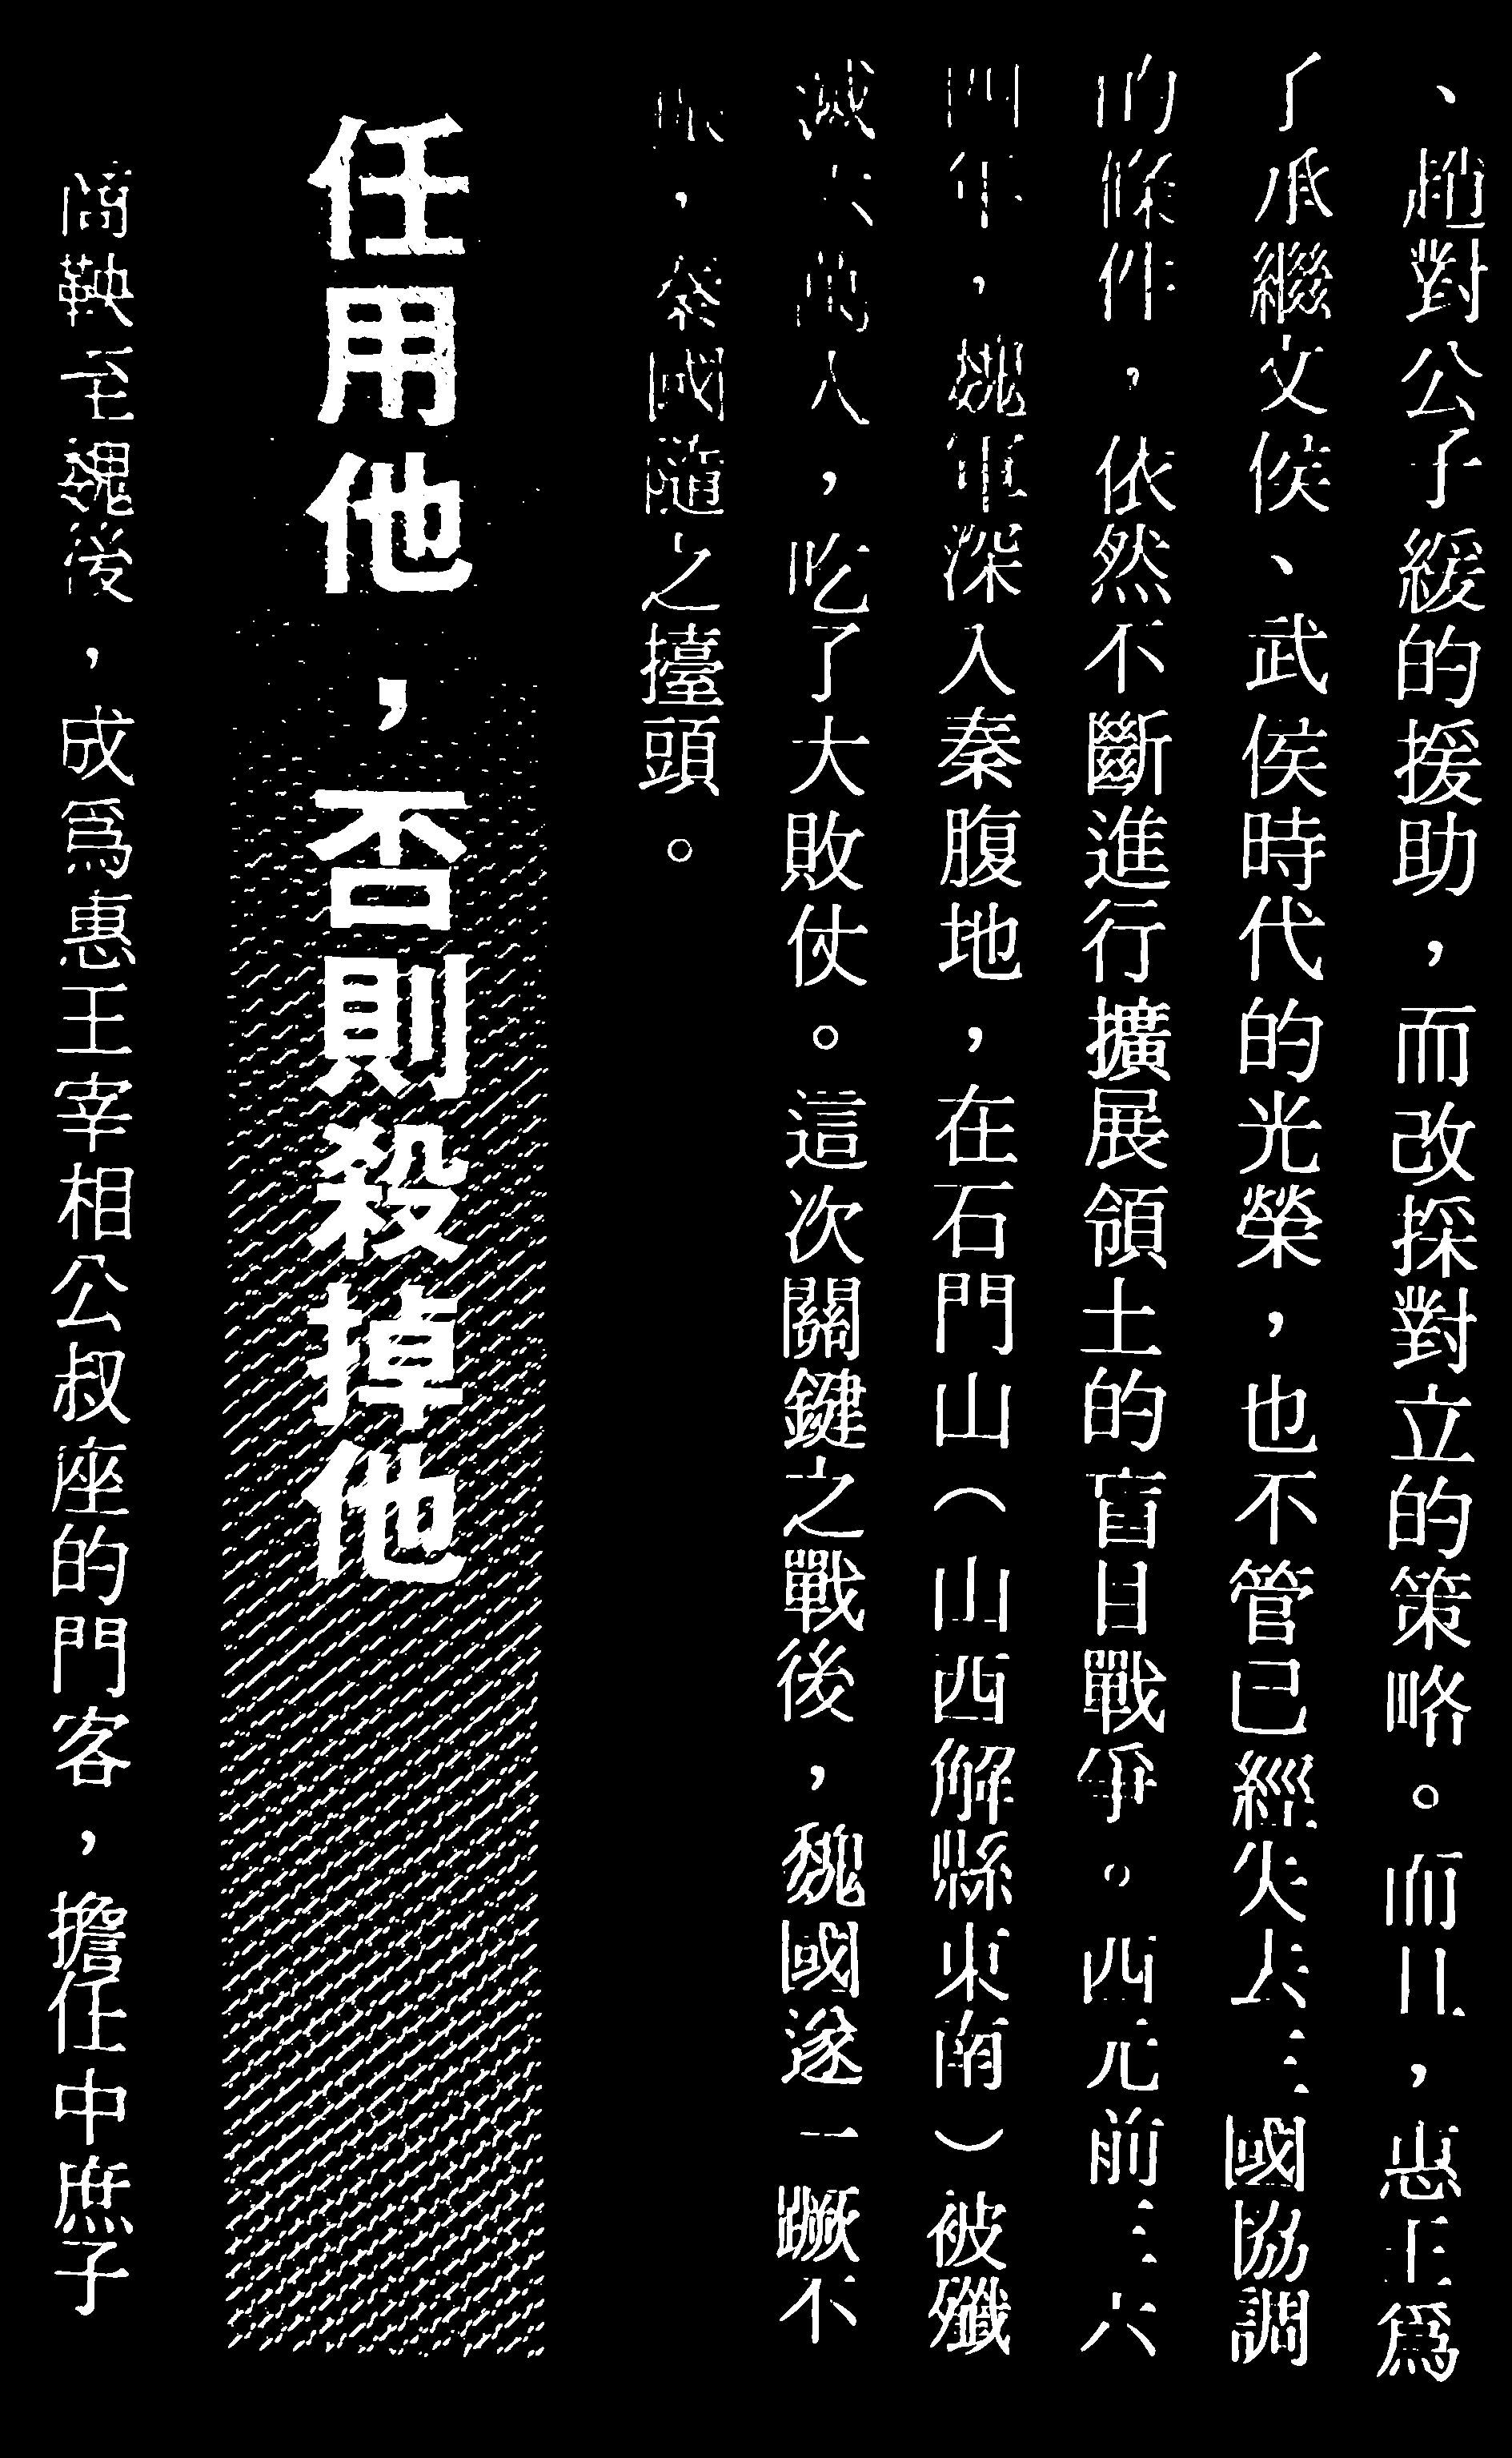 、趙對公子緩的援助，而改採對立的策略。而且，惠王爲
了承繼文侯、武侯時代的光榮，也不管已經失去三國協調
的條件，依然不斷進行擴展領土的盲目戰爭。西元前三六
四年，魏軍深入秦腹地，在石門山（山西解縣東南）被殲
滅六萬人，吃了大敗仗。這次關鍵之戰後，魏國遂一蹶不
振，秦國隨之擡頭。
任用他，否則殺掉他
商鞅至魏後，成爲惠王宰相公叔座的門客，擔任中庶子